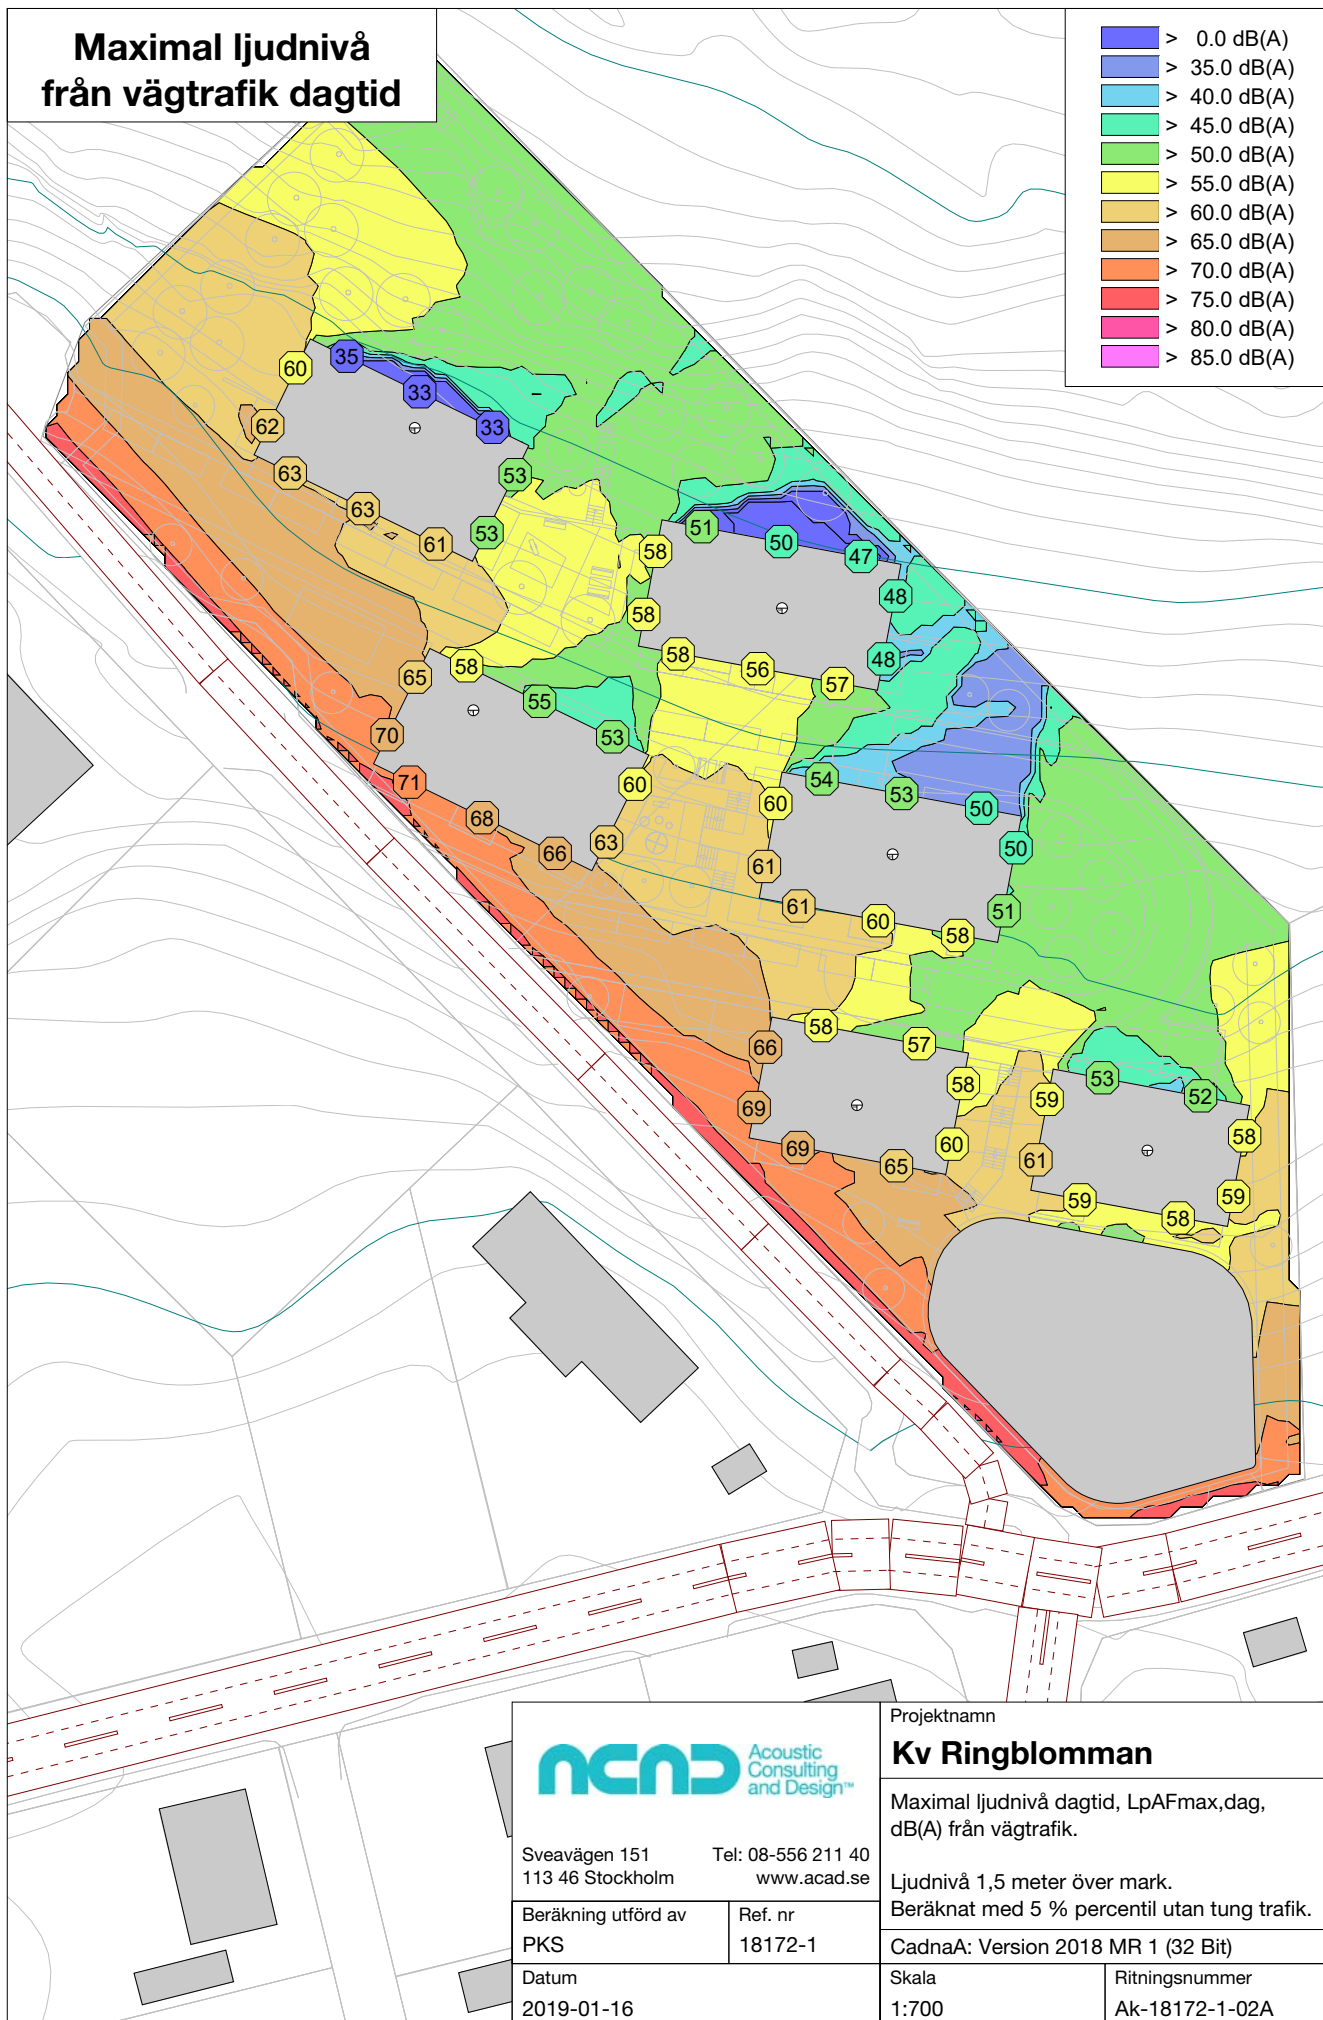 Maximal ljudnivå
från vägtrafik dagtid
> 0.0 dB(A)
> 35.0 dB(A)
> 40.0 dB(A)
> 45.0 dB(A)
> 50.0 dB(A)
> 55.0 dB(A)
> 60.0 dB(A)
> 65.0 dB(A)
> 70.0 dB(A)
> 75.0 dB(A)
> 80.0 dB(A)
> 85.0 dB(A)
60 35
33
62 33
63 53
63 53
61
51
58 50
47
48
58
58 48
56
57
65 58
55
70 53
71 60
68 63
66
54
60 53
50
50
61
61 51
60
58
58
66 57
58
69
69 60
65
53
59 52
58
61
59 59
58
ACAD Acoustic
Consulting
and Design™
Sveavägen 151 Tel: 08-556 211 40
113 46 Stockholm www.acad.se
Beräkning utförd av Ref. nr
PKS 18172-1
Datum
2019-01-16
Projektnamn
Kv Ringblomman
Maximal ljudnivå dagtid, LpAFmax,dag,
dB(A) från vägtrafik.
Ljudnivå 1,5 meter över mark.
Beräknat med 5 % percentil utan tung trafik.
CadnaA: Version 2018 MR 1 (32 Bit)
Skala Ritningsnummer
1:700 Ak-18172-1-02A